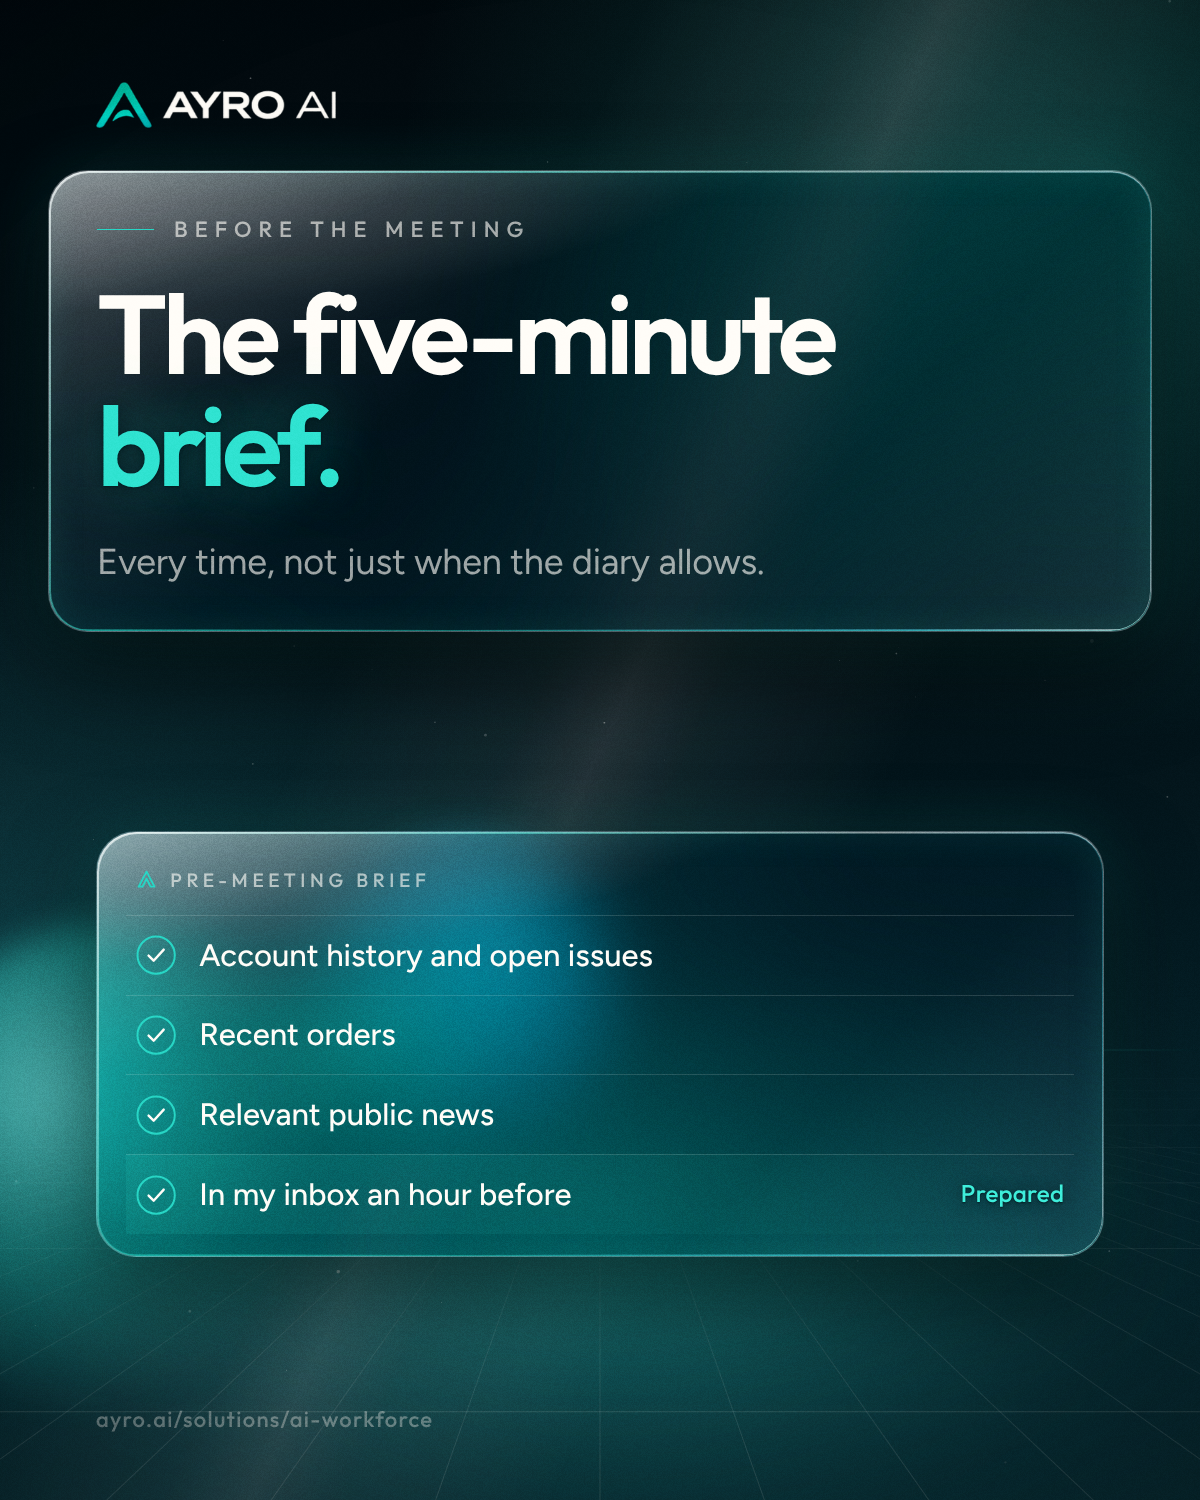 AYRO AI
BEFORE THE MEETING
The five-minute
brief.
Every time, not just when the diary allows.
PRE-MEETING BRIEF
Account history and open issues
Recent orders
Relevant public news
In my inbox an hour before
Prepared
ayro.ai/solutions/ai-workforce